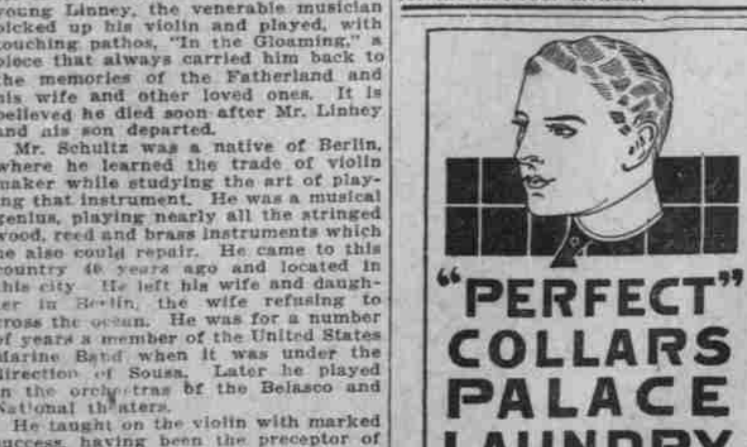 young Linney, the venerable musician
picked up his violin and played, with
touching pathos, "In the Gloaming," a
piece that always carried him back to
the memories of the Fatherland and
his wife and other loved ones. It is
believed he died soon after Mr. Linney
and his son departed.
Mr. Schultz was a native of Berlin,
where he learned the trade of violin
maker while studying the art of play-
ing that instrument. He was a musical
genius, playing nearly all the stringed
wood, reed and brass instruments which
he also could repair. He came to this
country 40 years ago and located in
this city. He left his wife and daugh-
ter in Berlin, the wife refusing to
cross the ocean. He was for a number
of years a member of the United States
Marine Band when it was under the
direction of Sousa. Later he played
in the orchestras of the Belasco and
National theaters.
He taught on the violin with marked
success, having been the preceptor of
"PERFECT"
COLLARS
PALACE
LAUNDRY